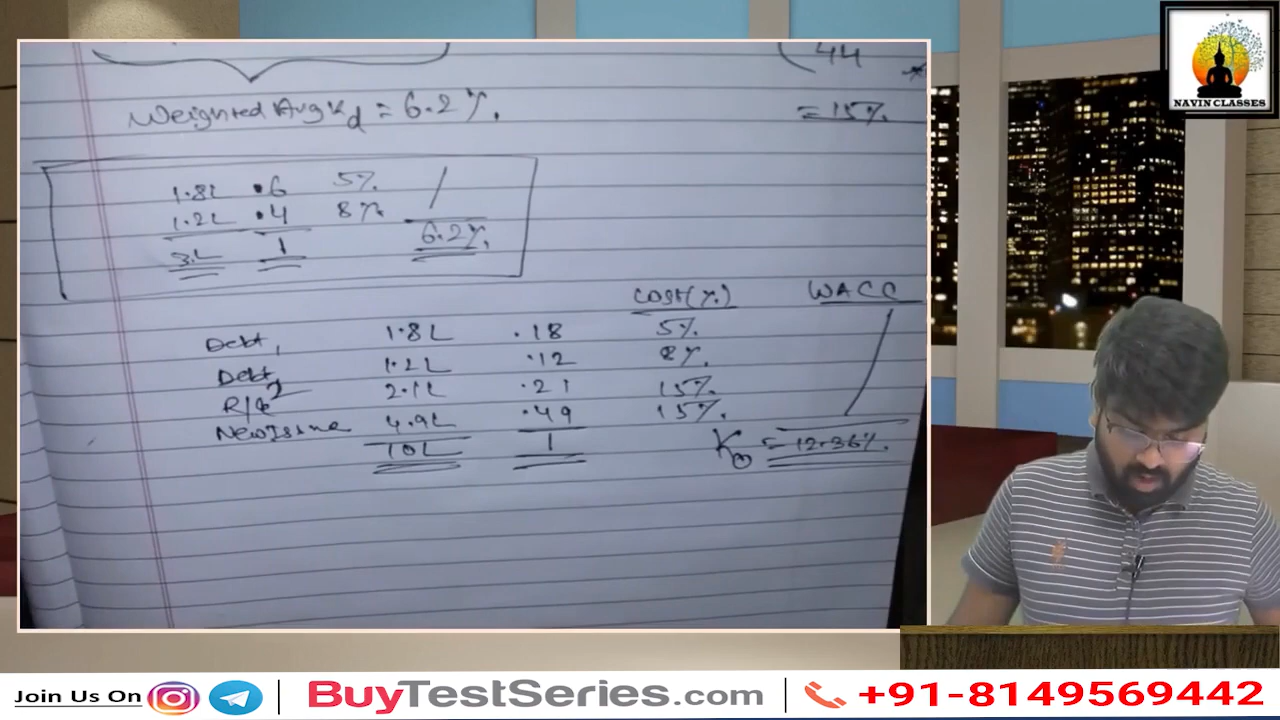 44
Weighted Avg Kd = 6.2%.
= 15%.
1.8L .6 5%.
1.2L .4 8%
3L 1 6.2%.
Cost(%.) WACC
Debt1 1.8L .18 5%.
Debt2 1.2L .12 8%.
R/E 2.1L .21 15%.
New Issue 4.9L .49 15%.
10L 1 Ko = 12.36%.
NAVIN CLASSES
Join Us On BuyTestSeries.com +91-8149569442